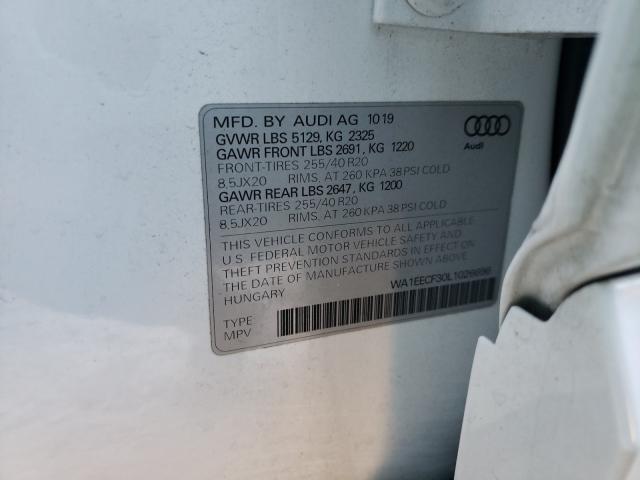 MFD. BY AUDI AG 10 19
GVWR LBS 5129, KG 2325
GAWR FRONT LBS 2691, KG 1220
FRONT-TIRES 255/40 R20
8,5JX20 RIMS. AT 260 KPA 38 PSI COLD
GAWR REAR LBS 2647, KG 1200
REAR-TIRES 255/40 R20
8,5JX20 RIMS. AT 260 KPA 38 PSI COLD
THIS VEHICLE CONFORMS TO ALL APPLICABLE
U.S. FEDERAL MOTOR VEHICLE SAFETY AND
THEFT PREVENTION STANDARDS IN EFFECT ON
THE DATE OF MANUFACTURE SHOWN ABOVE.
HUNGARY
WA1EECF30L1026696
TYPE
MPV
Audi